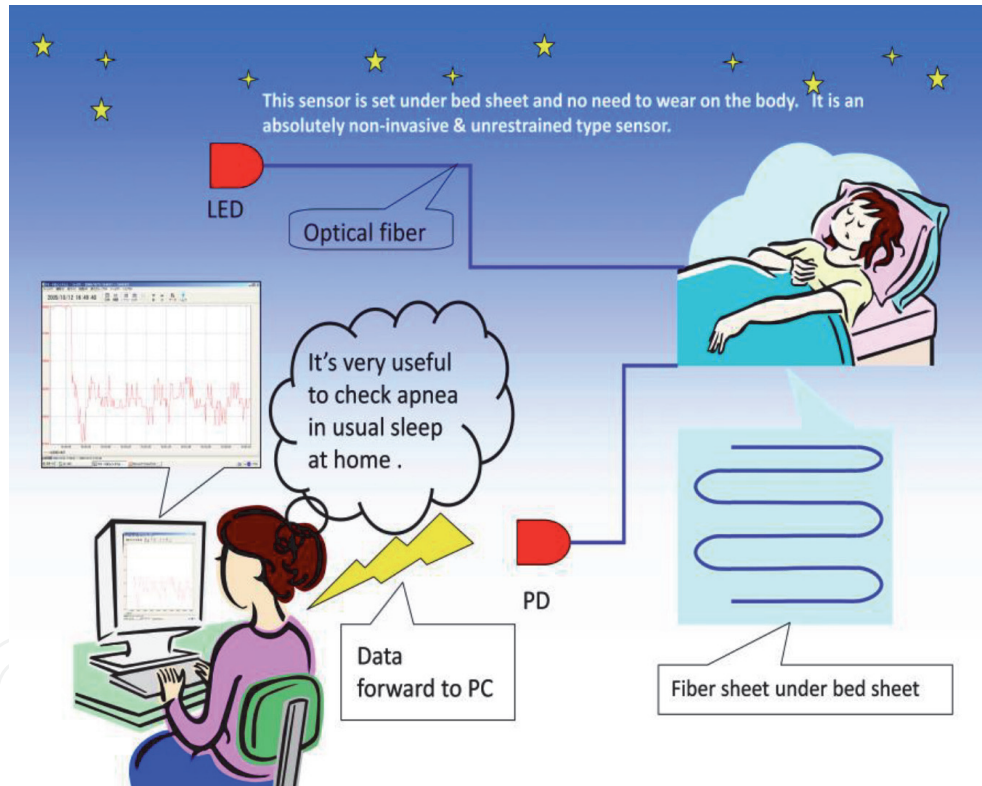 This sensor is set under bed sheet and no need to wear on the body. It is an
absolutely non-invasive & unrestrained type sensor.
LED
Optical fiber
It's very useful
to check apnea
in usual sleep
at home .
PD
Data
forward to PC
Fiber sheet under bed sheet